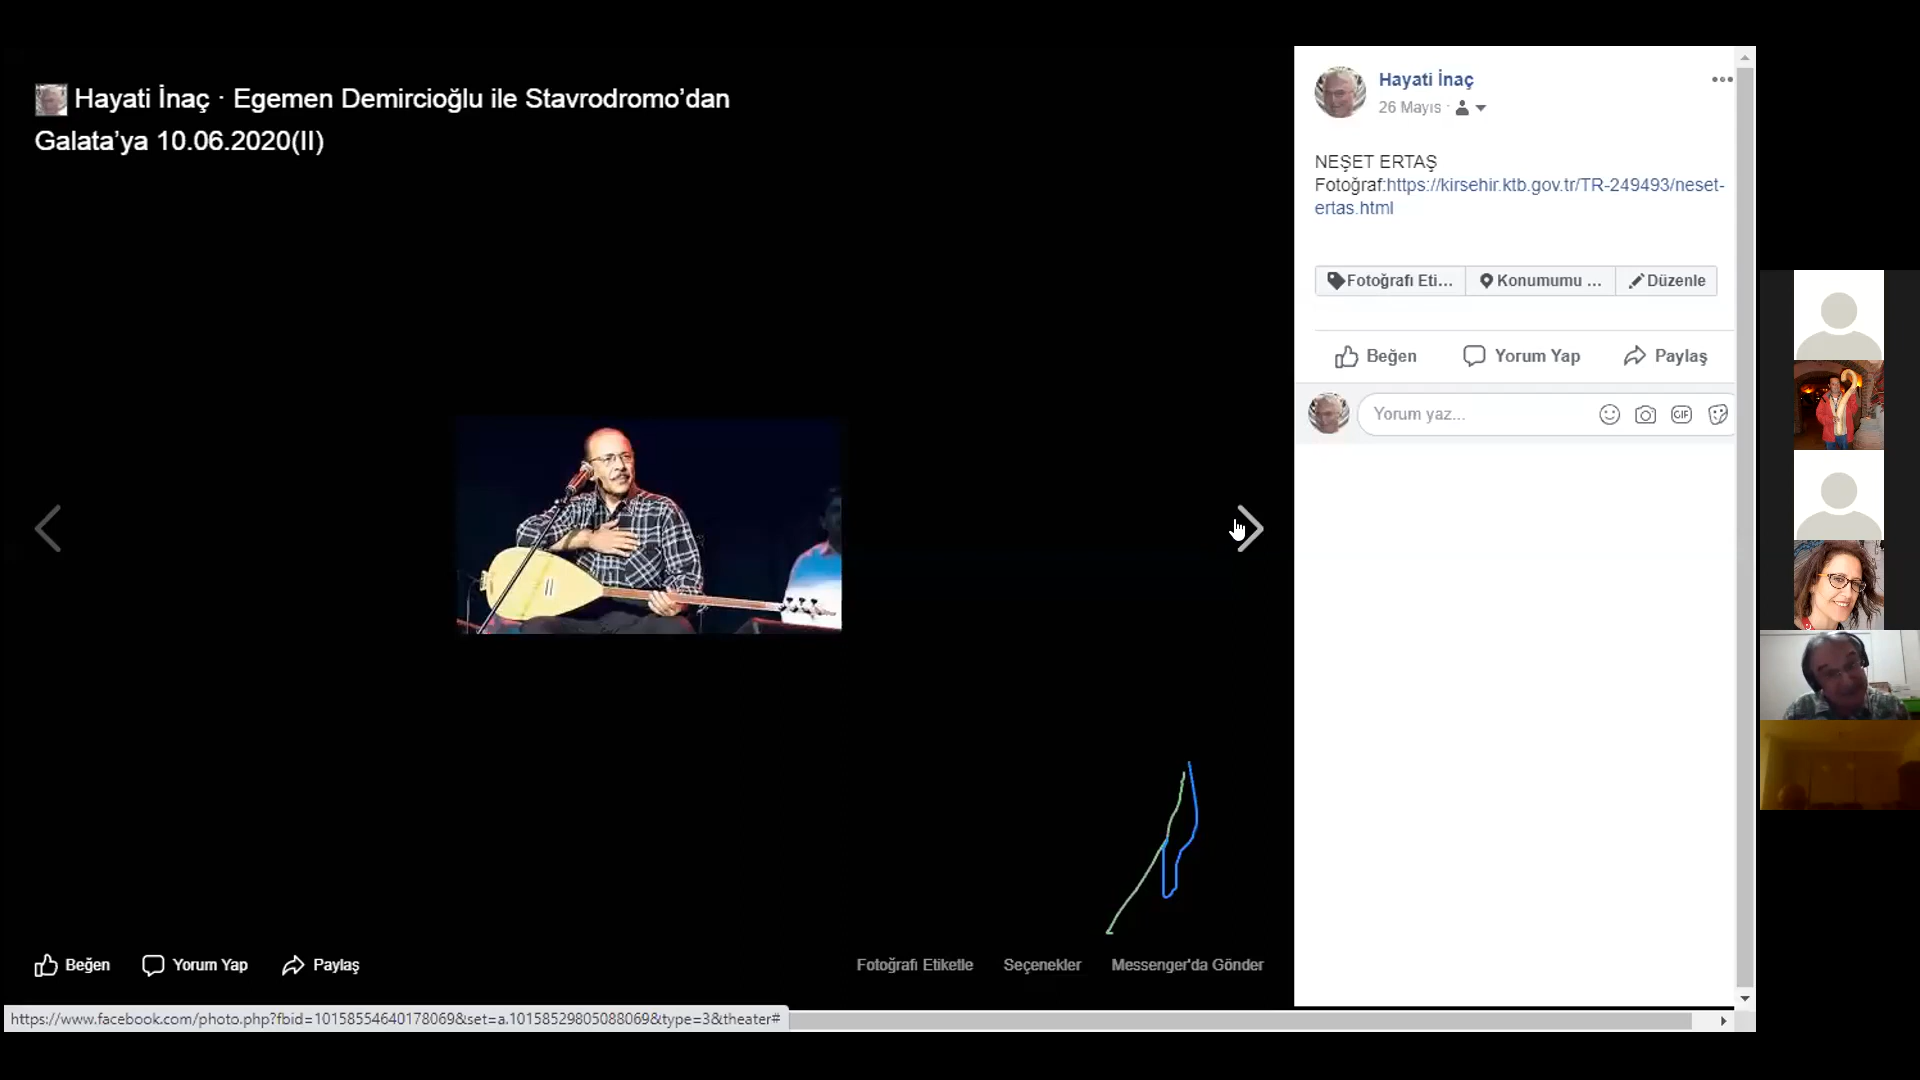 Hayati İnaç · Egemen Demircioğlu ile Stavrodromo’dan
Galata’ya 10.06.2020(II)
Hayati İnaç
26 Mayıs ·
NEŞET ERTAŞ
Fotoğraf:https://kirsehir.ktb.gov.tr/TR-249493/neset-
ertas.html
Fotoğrafı Eti... Konumumu ... Düzenle
Beğen Yorum Yap Paylaş
Yorum yaz...
GIF
Beğen Yorum Yap Paylaş
Fotoğrafı Etiketle Seçenekler Messenger'da Gönder
https://www.facebook.com/photo.php?fbid=10158554640178069&set=a.10158529805088069&type=3&theater#